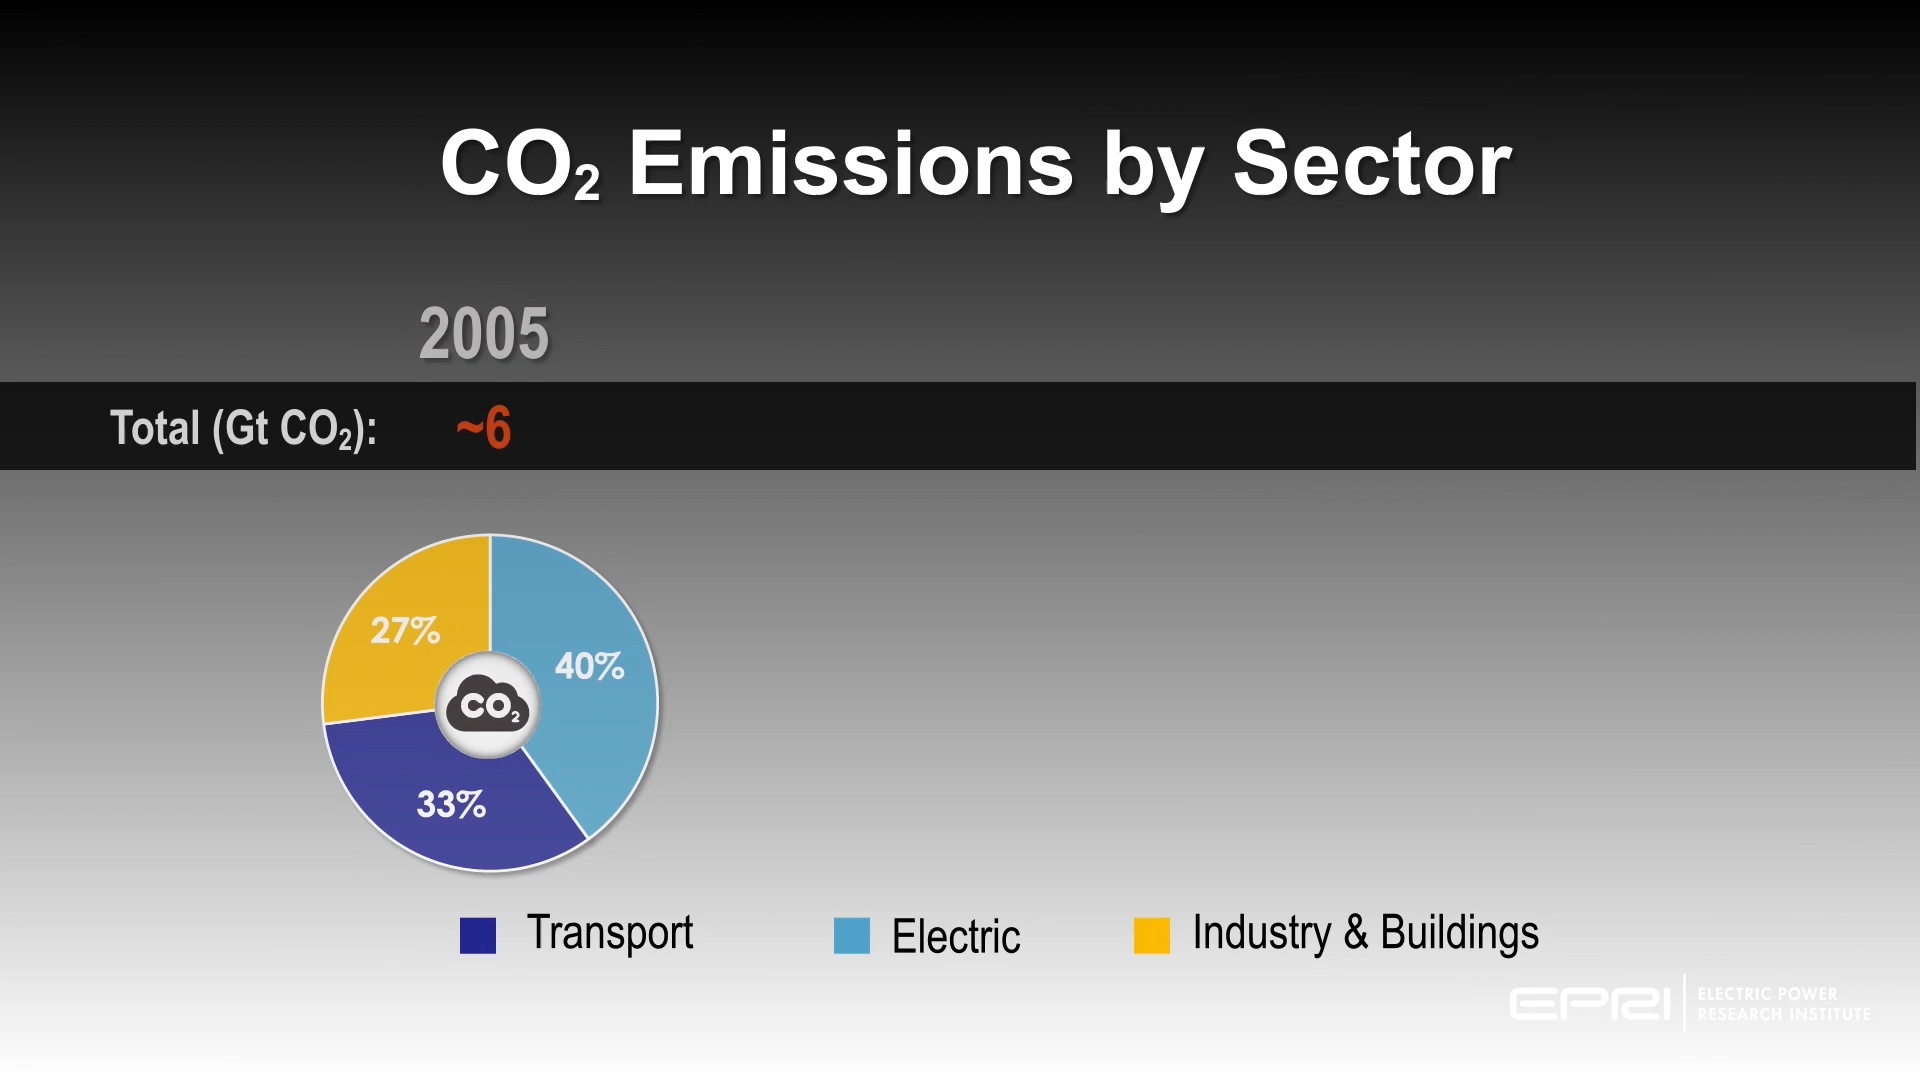 CO₂ Emissions by Sector
2005
Total (Gt CO₂): ~6
27%
40%
CO₂
33%
Transport
Electric
Industry & Buildings
EPRI
ELECTRIC POWER
RESEARCH INSTITUTE